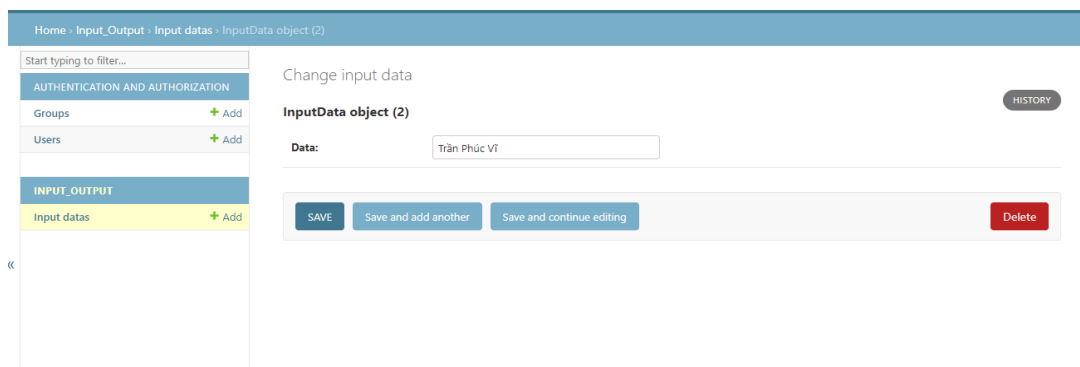 Home › Input_Output › Input datas › InputData object (2)
Start typing to filter...
AUTHENTICATION AND AUTHORIZATION
Groups + Add
Users + Add
INPUT_OUTPUT
Input datas + Add
«
Change input data
HISTORY
InputData object (2)
Data: Trần Phúc Vĩ
SAVE Save and add another Save and continue editing Delete